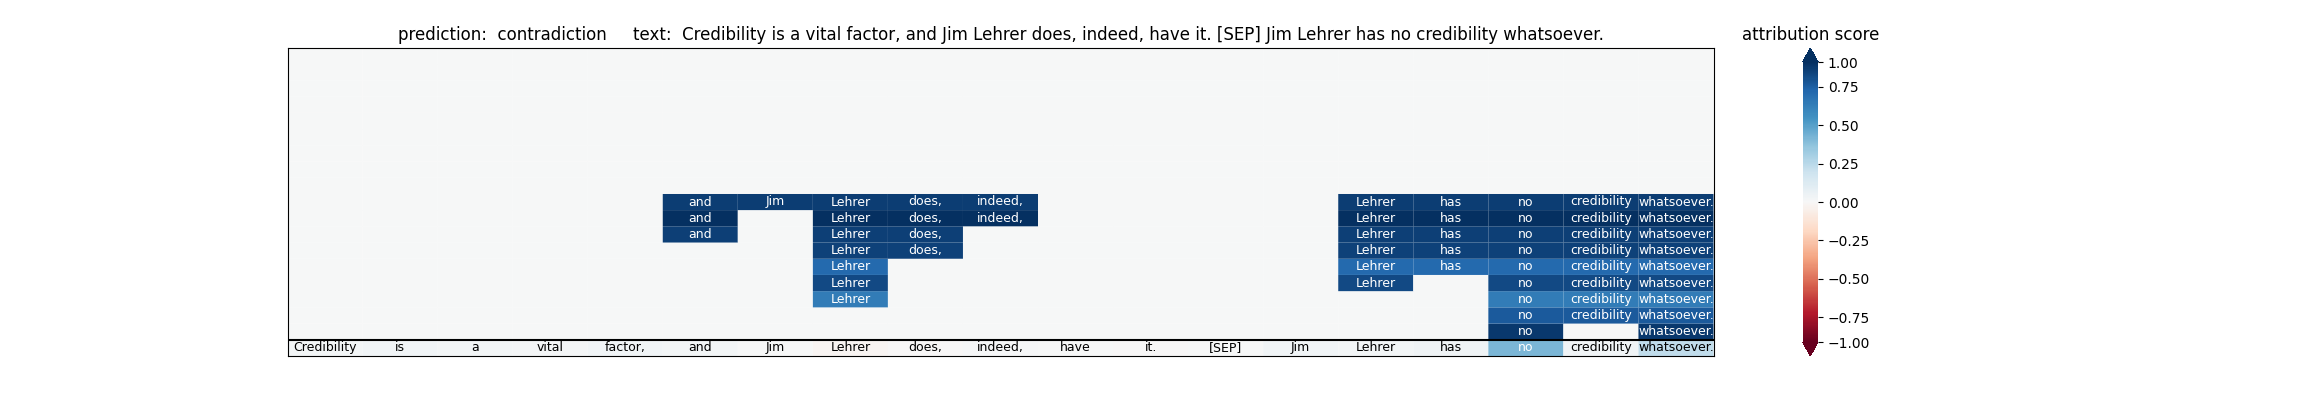 prediction: contradiction text: Credibility is a vital factor, and Jim Lehrer does, indeed, have it. [SEP] Jim Lehrer has no credibility whatsoever.
attribution score
and Jim Lehrer does, indeed, Lehrer has no credibility whatsoever.
and Lehrer does, indeed, Lehrer has no credibility whatsoever.
and Lehrer does, Lehrer has no credibility whatsoever.
Lehrer does, Lehrer has no credibility whatsoever.
Lehrer Lehrer has no credibility whatsoever.
Lehrer Lehrer no credibility whatsoever.
Lehrer no credibility whatsoever.
no credibility whatsoever.
no whatsoever.
Credibility is a vital factor, and Jim Lehrer does, indeed, have it. [SEP] Jim Lehrer has no credibility whatsoever.
1.00
0.75
0.50
0.25
0.00
−0.25
−0.50
−0.75
−1.00